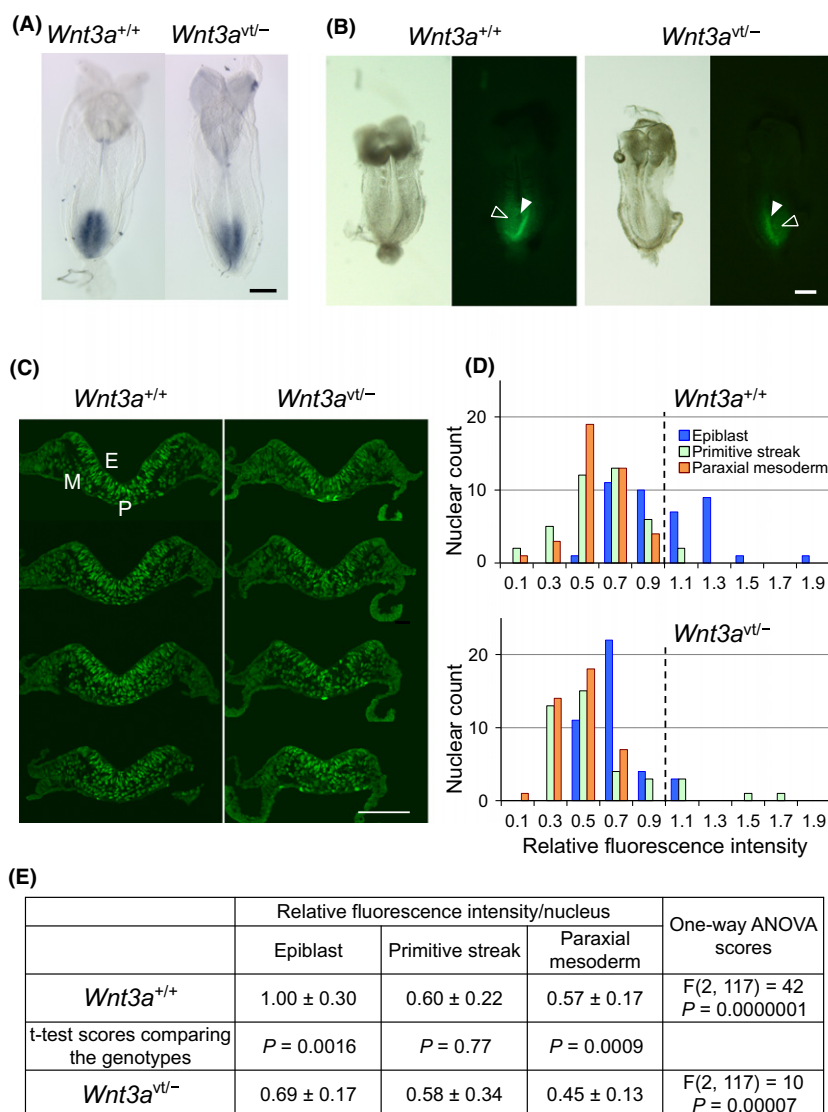 (A)
Wnt3a+/+ Wnt3avt/–
(B)
Wnt3a+/+ Wnt3avt/–
(C)
Wnt3a+/+ Wnt3avt/–
E
M
P
(D)
Wnt3a+/+
Epiblast
Primitive streak
Paraxial mesoderm
Nuclear count
20
10
0
0.1 0.3 0.5 0.7 0.9 1.1 1.3 1.5 1.7 1.9
Wnt3avt/–
Nuclear count
20
10
0
0.1 0.3 0.5 0.7 0.9 1.1 1.3 1.5 1.7 1.9
Relative fluorescence intensity
(E)
Relative fluorescence intensity/nucleus
One-way ANOVA
scores
Epiblast Primitive streak Paraxial
mesoderm
Wnt3a+/+ 1.00 ± 0.30 0.60 ± 0.22 0.57 ± 0.17 F(2, 117) = 42
P = 0.0000001
t-test scores comparing
the genotypes P = 0.0016 P = 0.77 P = 0.0009
Wnt3avt/– 0.69 ± 0.17 0.58 ± 0.34 0.45 ± 0.13 F(2, 117) = 10
P = 0.00007